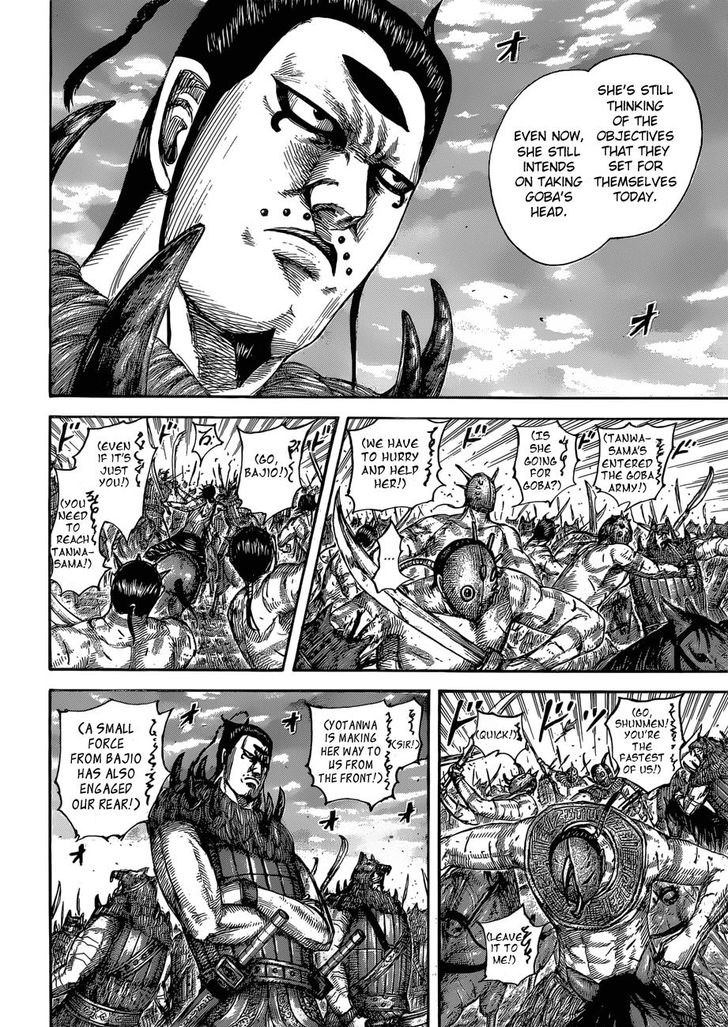 オ
SHE'S STILL
THINKING
OF THE
OBJECTIVES
THAT THEY
SET FOR
THEMSELVES
TODAY.
EVEN NOW,
SHE STILL
INTENDS
ON TAKING
GOBA'S
HEAD.
オ
(TANWA-
SAMA'S
ENTERED
THE GOBA
ARMY!)
(IS
SHE
GOING
FOR
GOBA?)
(WE HAVE
TO HURRY
AND HELP
HER!)
...
(GO,
BAJIO!)
(EVEN
IF IT'S
JUST
YOU!)
(YOU
NEED
TO
REACH
TANWA-
SAMA!)
(GO,
SHUNMEN!
YOU'RE
THE
FASTEST
OF US!)
(QUICK!)
(LEAVE
IT TO
ME!)
(SIR!)
(YOTANWA
IS MAKING
HER WAY TO
US FROM
THE FRONT!)
(A SMALL
FORCE
FROM BAJIO
HAS ALSO
ENGAGED
OUR REAR!)